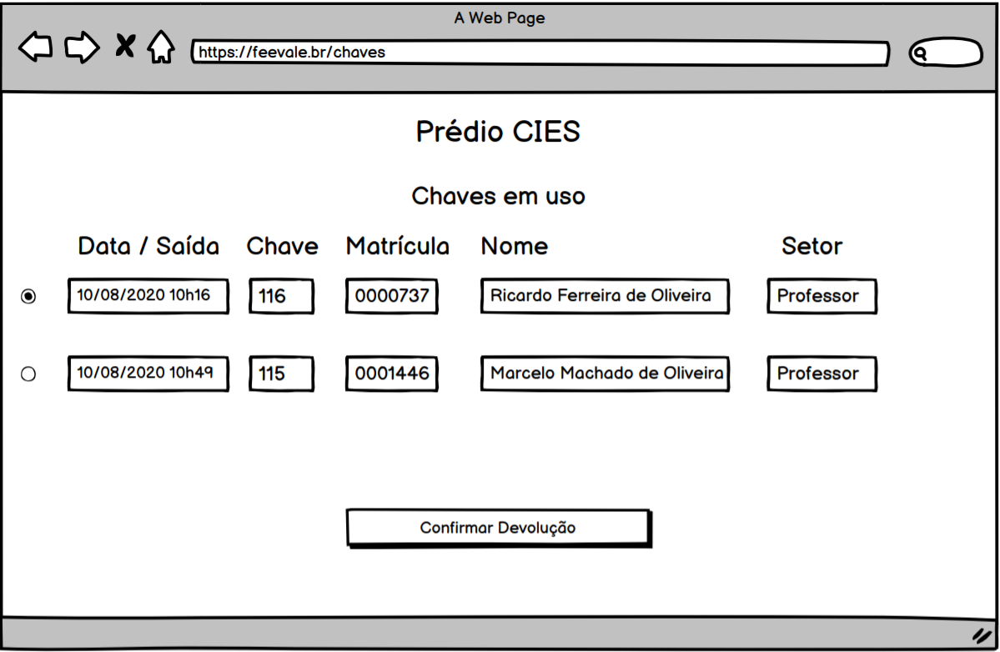 A Web Page
https://feevale.br/chaves
Prédio CIES
Chaves em uso
Data / Saída Chave Matrícula Nome Setor
10/08/2020 10h16 116 0000737 Ricardo Ferreira de Oliveira Professor
10/08/2020 10h49 115 0001446 Marcelo Machado de Oliveira Professor
Confirmar Devolução